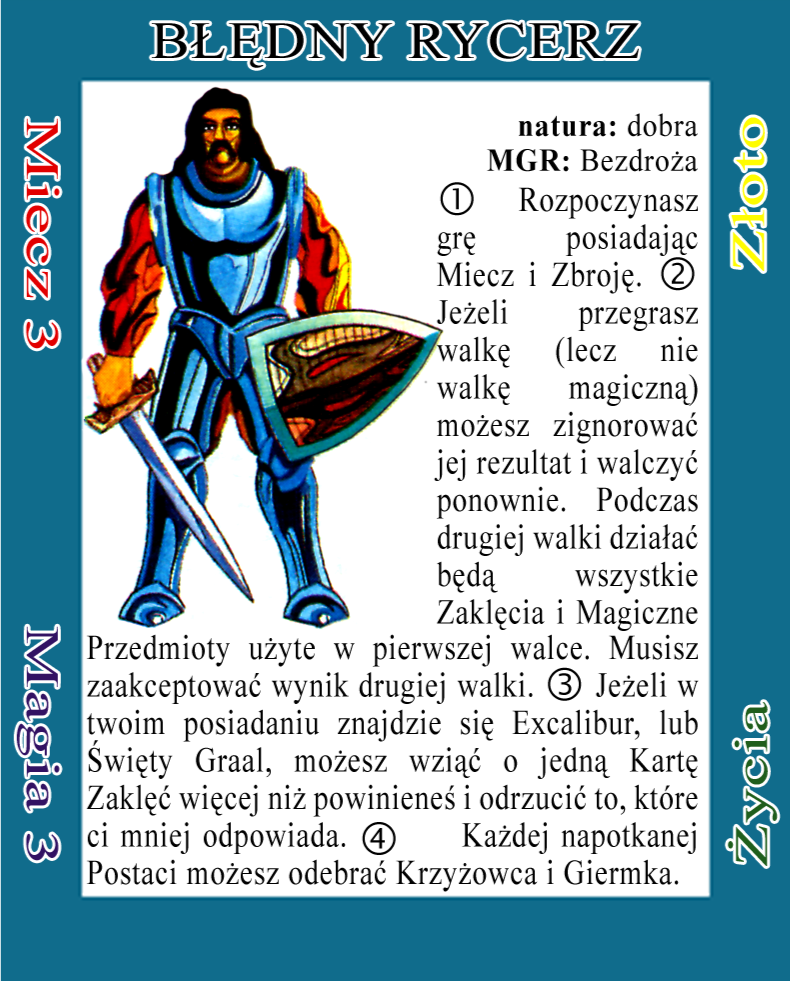 BŁĘDNY RYCERZ
Miecz 3
Magia 3
natura: dobra
MGR: Bezdroża
① Rozpoczynasz
grę posiadając
Miecz i Zbroję. ②
Jeżeli przegrasz
walkę (lecz nie
walkę magiczną)
możesz zignorować
jej rezultat i walczyć
ponownie. Podczas
drugiej walki działać
będą wszystkie
Zaklęcia i Magiczne
Przedmioty użyte w pierwszej walce. Musisz
zaakceptować wynik drugiej walki. ③ Jeżeli w
twoim posiadaniu znajdzie się Excalibur, lub
Święty Graal, możesz wziąć o jedną Kartę
Zaklęć więcej niż powinieneś i odrzucić to, które
ci mniej odpowiada. ④ Każdej napotkanej
Postaci możesz odebrać Krzyżowca i Giermka.
Złoto
Życia